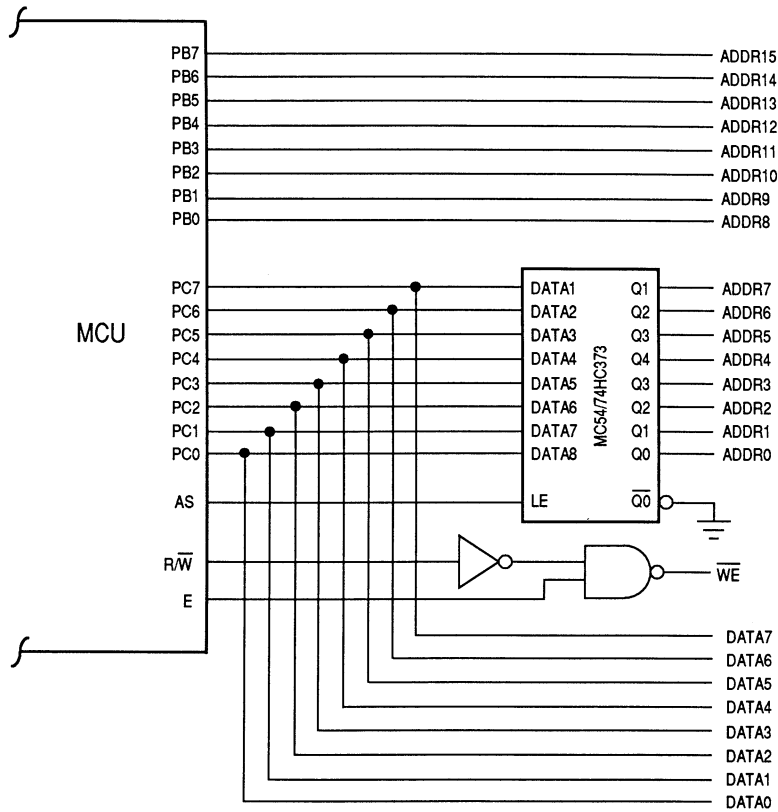 PB7 ADDR15
PB6 ADDR14
PB5 ADDR13
PB4 ADDR12
PB3 ADDR11
PB2 ADDR10
PB1 ADDR9
PB0 ADDR8
PC7 DATA1 Q1 ADDR7
PC6 DATA2 Q2 ADDR6
PC5 DATA3 Q3 ADDR5
MCU
PC4 DATA4 Q4 ADDR4
MC54/74HC373
PC3 DATA5 Q3 ADDR3
PC2 DATA6 Q2 ADDR2
PC1 DATA7 Q1 ADDR1
PC0 DATA8 Q0 ADDR0
AS LE Q̅0̅
R/W̅
W̅E̅
E
DATA7
DATA6
DATA5
DATA4
DATA3
DATA2
DATA1
DATA0